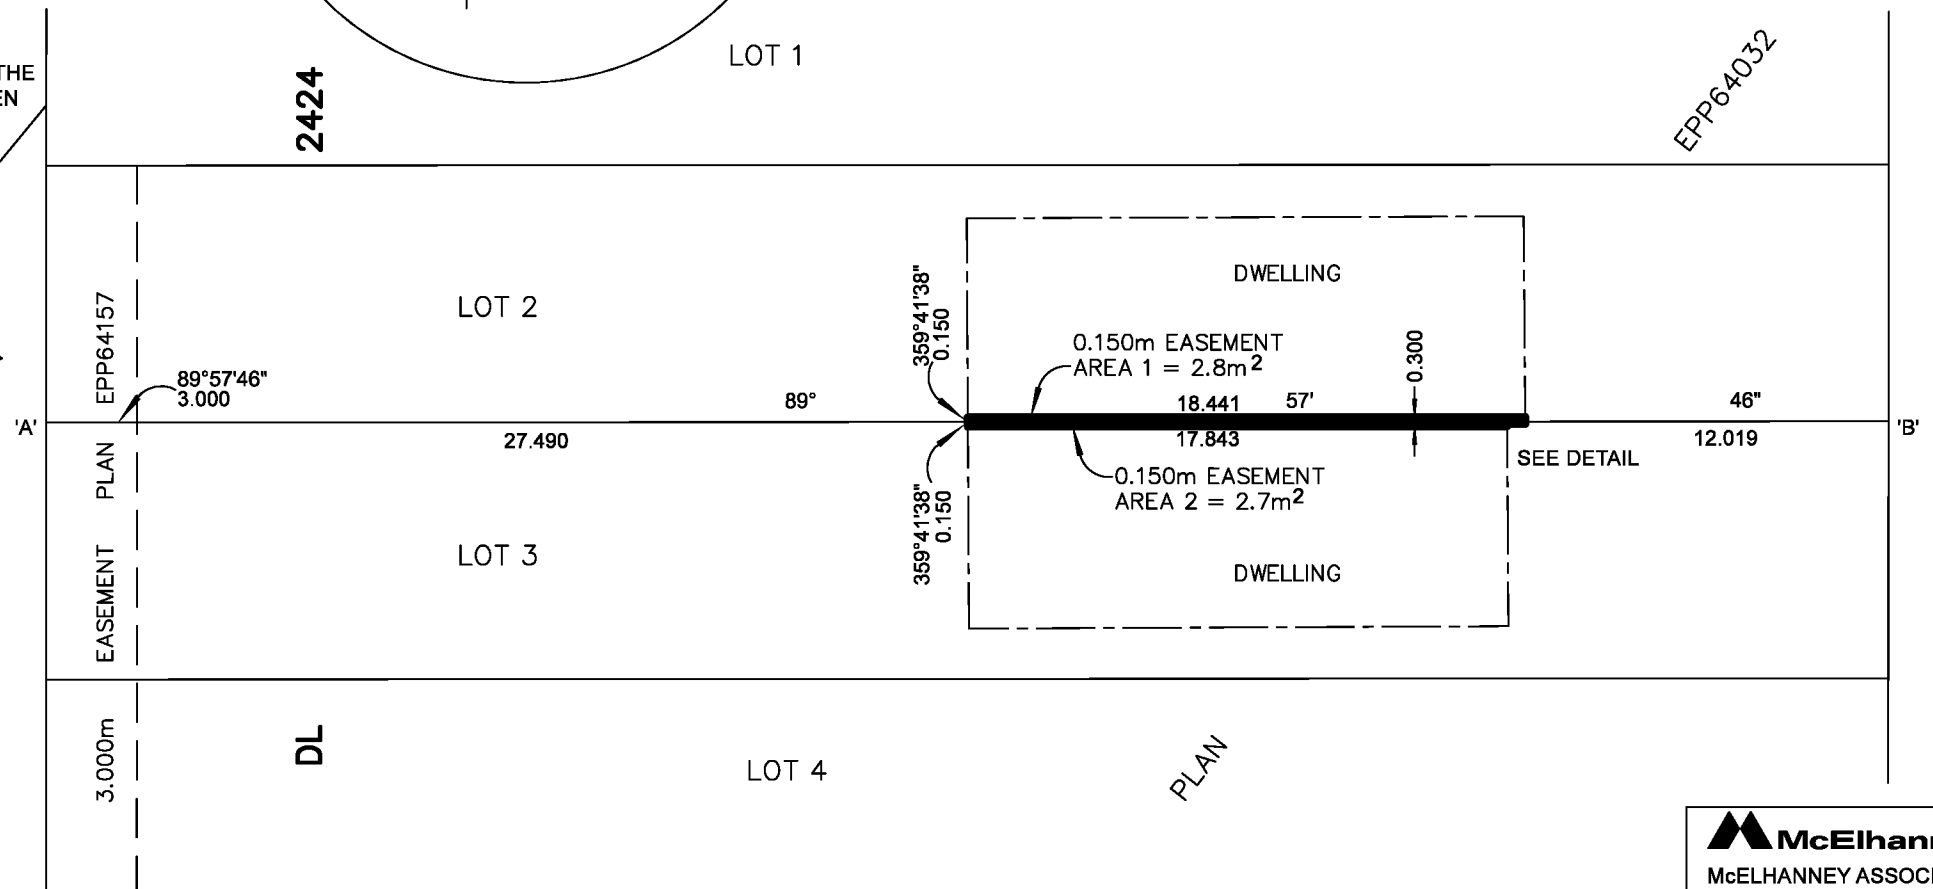 THE
EN
2424
LOT 1
EPP64032
DWELLING
LOT 2
EPP64157
359°41'38"
0.150
0.150m EASEMENT
AREA 1 = 2.8m²
0.300
89°57'46"
3.000
89°
18.441
57'
46"
'A'
'B'
27.490
17.843
12.019
SEE DETAIL
PLAN
0.150m EASEMENT
AREA 2 = 2.7m²
359°41'38"
0.150
LOT 3
DWELLING
EASEMENT
3.000m
DL
LOT 4
PLAN
McElhann
McELHANNEY ASSOCI